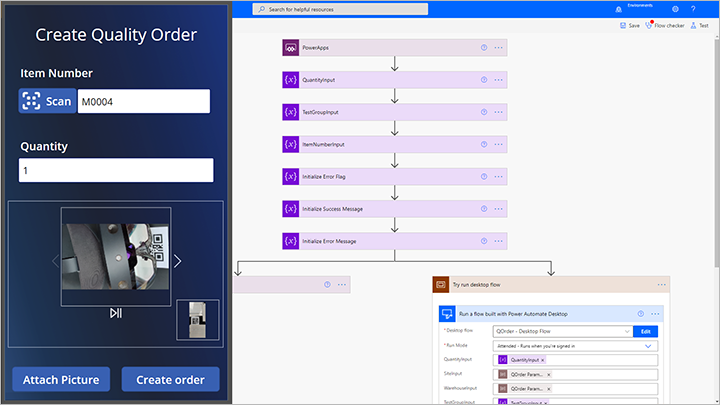 Create Quality Order
Item Number
Scan
M0004
Quantity
1
Attach Picture
Create order
Search for helpful resources
Environments
Save
Flow checker
Test
PowerApps
QuantityInput
TestGroupInput
ItemNumberInput
Initialize Error Flag
Initialize Success Message
Initialize Error Message
Try run desktop flow
Run a flow built with Power Automate Desktop
* Desktop flow
QOrder - Desktop Flow
Edit
* Run Mode
Attended - Runs when you're signed in
QuantityInput
QuantityInput ×
SiteInput
QOrder Param... ×
WarehouseInput
QOrder Param... ×
TestGroupInput
TestGroupInput ×